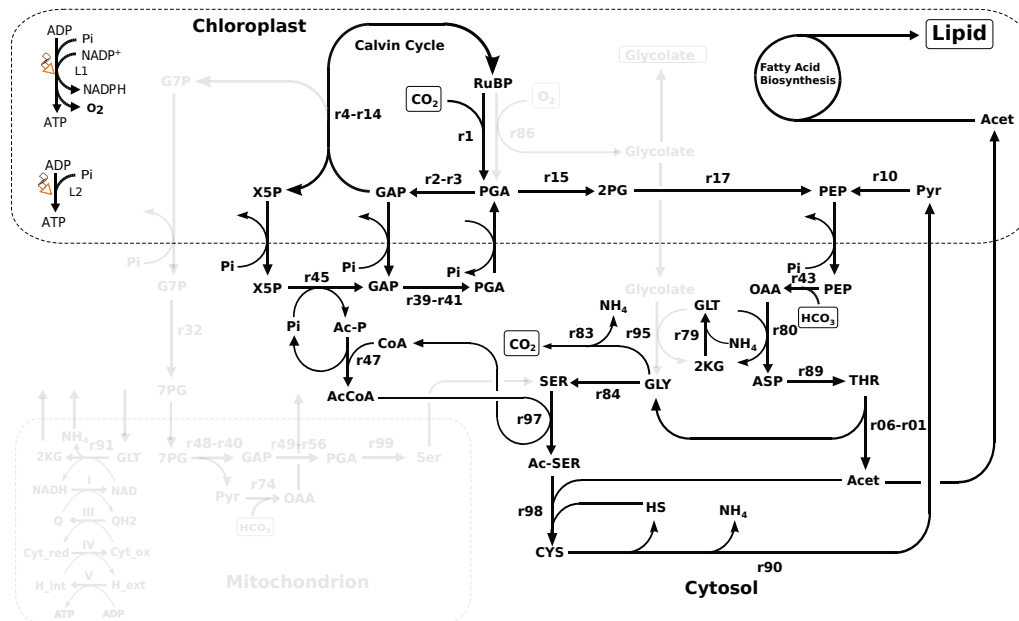 Chloroplast
ADP
Pi
NADP⁺
L1
NADPH
O₂
ATP
ADP
Pi
L2
ATP
Calvin Cycle
RuBP
CO₂
O₂
r1
r86
r4-r14
G7P
Glycolate
Glycolate
Fatty Acid
Biosynthesis
Lipid
Acet
X5P
GAP
r2-r3
PGA
r15
2PG
r17
PEP
r10
Pyr
Pi
Pi
Pi
Pi
Pi
G7P
X5P
r45
GAP
r39-r41
PGA
Glycolate
OAA
r43
PEP
HCO₃
r32
Pi
Ac-P
r47
CoA
AcCoA
CO₂
r83
NH₄
r95
GLT
r79
NH₄
r80
2KG
7PG
SER
r84
GLY
ASP
r89
THR
r97
r06-r01
NH₄
r91
2KG
GLT
7PG
r48-r40
GAP
r49-r56
PGA
r99
Ser
Ac-SER
Acet
NADH
I
NAD
Pyr
r74
OAA
HCO₃
Q
III
QH2
r98
HS
NH₄
Cyt_red
IV
Cyt_ox
CYS
r90
H_int
V
H_ext
Mitochondrion
Cytosol
ATP
ADP